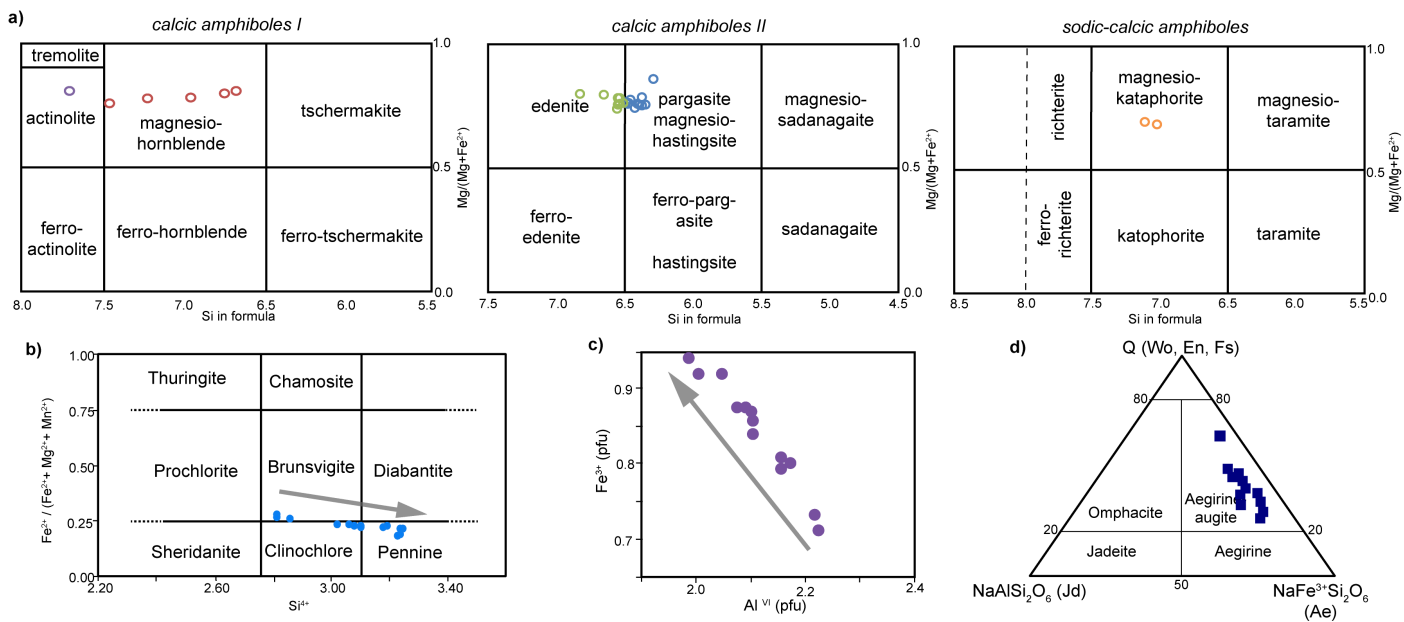 a)
calcic amphiboles I
calcic amphiboles II
sodic-calcic amphiboles
tremolite
actinolite
magnesio-
hornblende
tschermakite
ferro-
actinolite
ferro-hornblende
ferro-tschermakite
1.0
0.5
0.0
Mg/(Mg+Fe²⁺)
8.0 7.5 7.0 6.5 6.0 5.5
Si in formula
edenite
pargasite
magnesio-
hastingsite
magnesio-
sadanagaite
ferro-
edenite
ferro-parg-
asite
hastingsite
sadanagaite
1.0
0.5
0.0
Mg/(Mg+Fe²⁺)
7.5 7.0 6.5 6.0 5.5 5.0 4.5
Si in formula
richterite
magnesio-
kataphorite
magnesio-
taramite
ferro-
richterite
katophorite
taramite
1.0
0.5
0.0
Mg/(Mg+Fe²⁺)
8.5 8.0 7.5 7.0 6.5 6.0 5.5
Si in formula
b)
Fe²⁺ / (Fe²⁺+ Mg²⁺+ Mn²⁺)
1.00
0.75
0.50
0.25
0.00
Thuringite
Chamosite
Prochlorite
Brunsvigite
Diabantite
Sheridanite
Clinochlore
Pennine
2.20 2.60 3.00 3.40
Si⁴⁺
c)
Fe³⁺ (pfu)
0.9
0.8
0.7
2.0 2.2 2.4
Al ⱽᴵ (pfu)
d)
Q (Wo, En, Fs)
80
80
Omphacite
Aegirine
augite
20
20
Jadeite
Aegirine
50
NaAlSi₂O₆ (Jd)
NaFe³⁺Si₂O₆
(Ae)